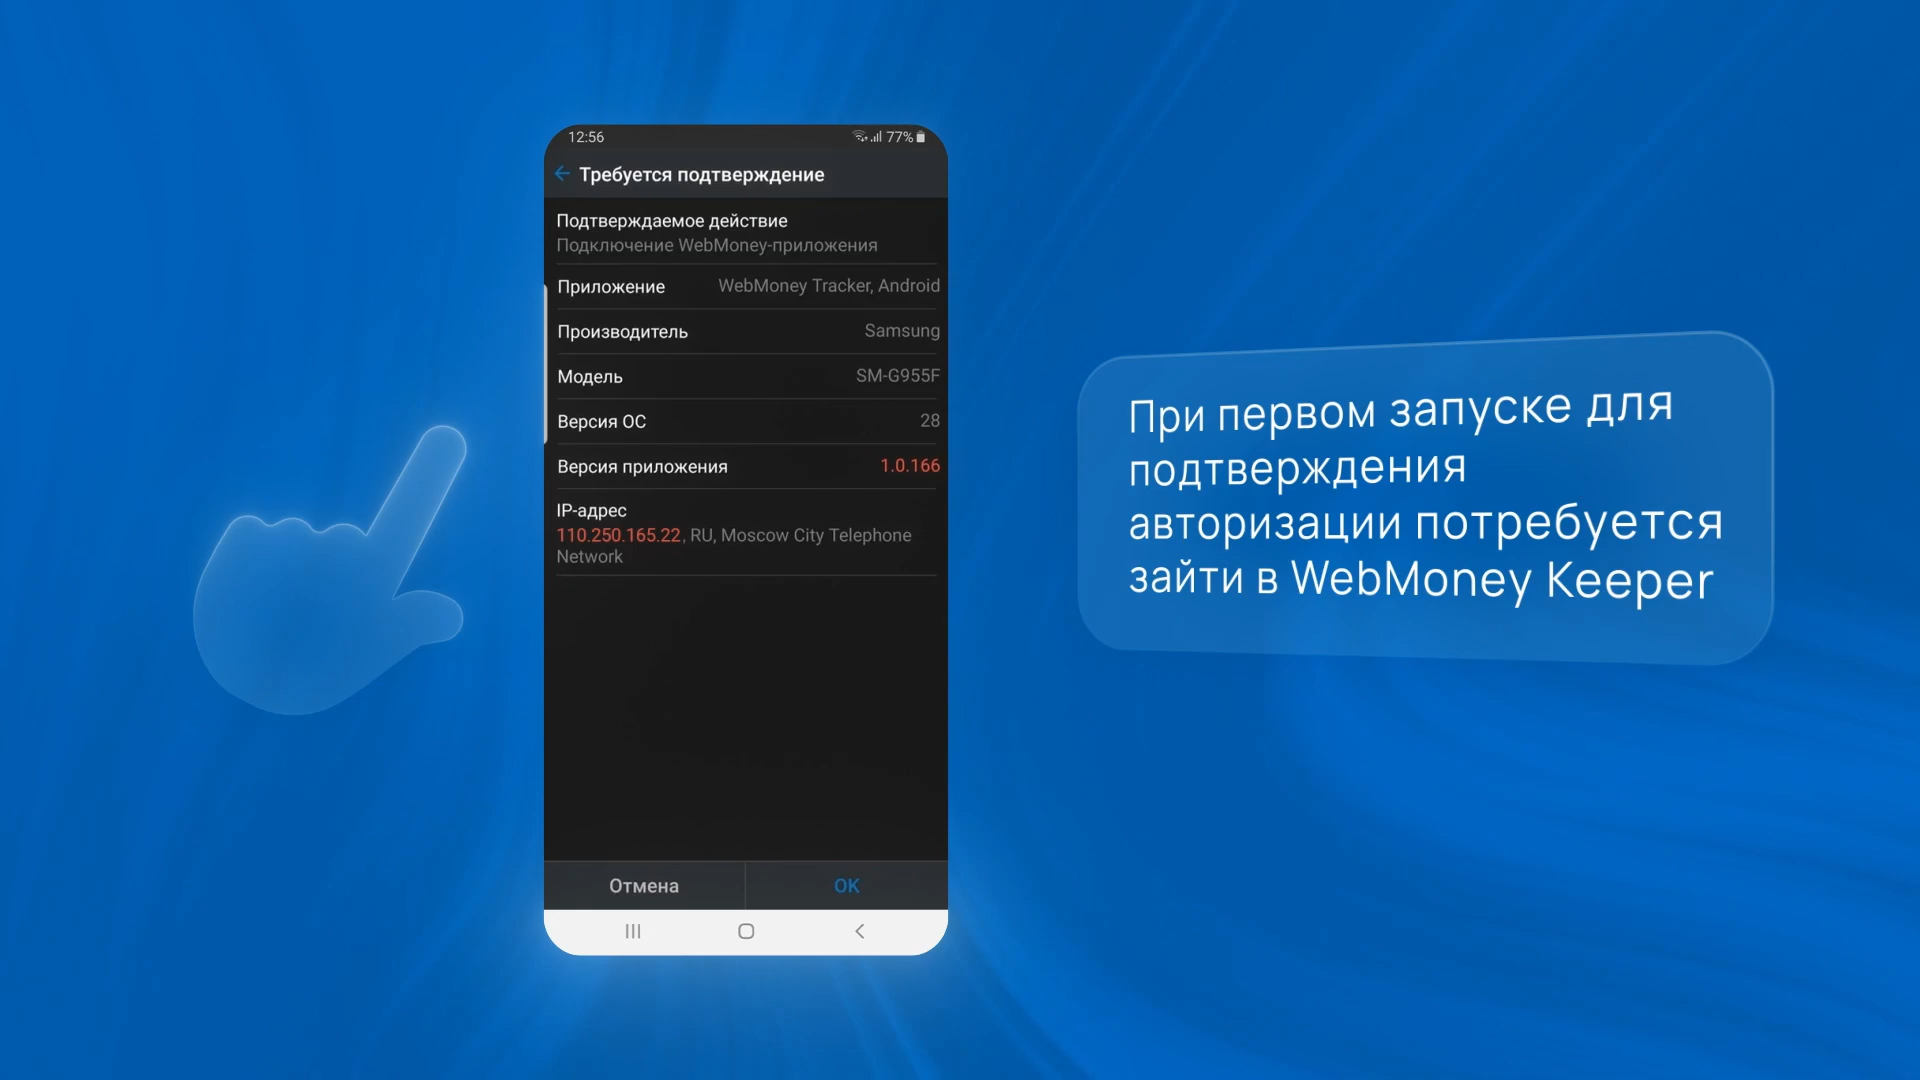 12:56
77%
Требуется подтверждение
Подтверждаемое действие
Подключение WebMoney-приложения
Приложение WebMoney Tracker, Android
Производитель Samsung
Модель SM-G955F
Версия ОС 28
Версия приложения 1.0.166
IP-адрес
110.250.165.22, RU, Moscow City Telephone
Network
Отмена OK
При первом запуске для
подтверждения
авторизации потребуется
зайти в WebMoney Keeper